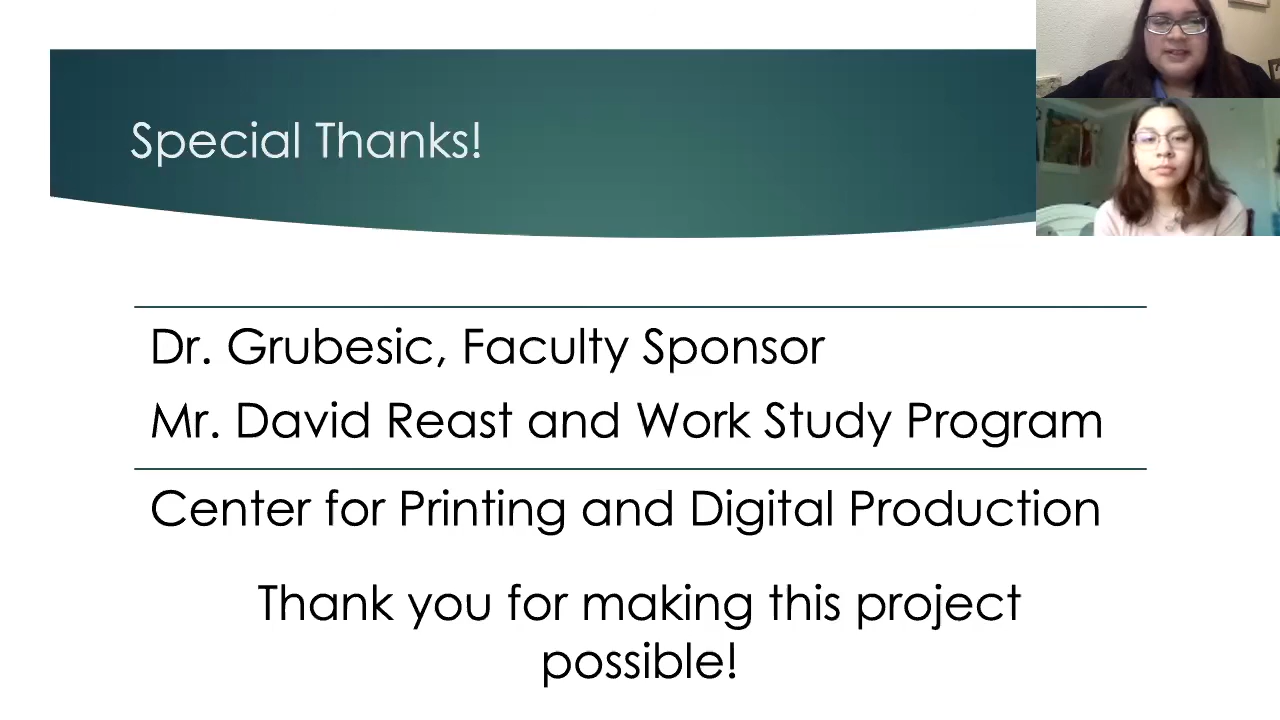 Special Thanks!
Dr. Grubesic, Faculty Sponsor
Mr. David Reast and Work Study Program
Center for Printing and Digital Production
Thank you for making this project
possible!